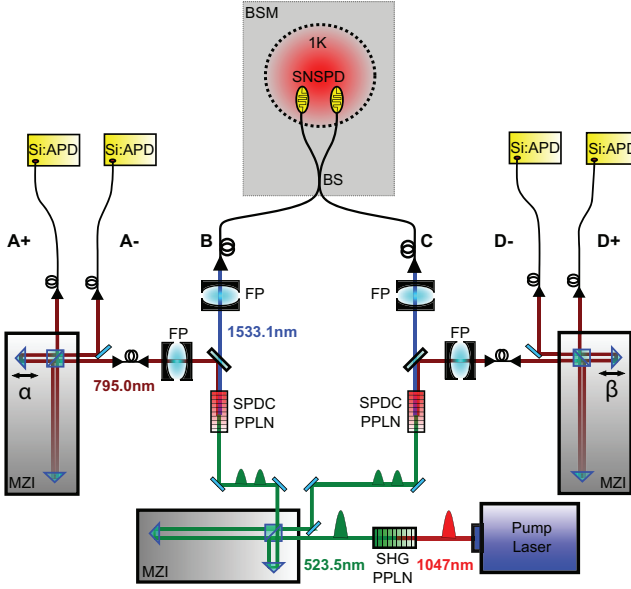 BSM
1K
SNSPD
BS
Si:APD
Si:APD
Si:APD
Si:APD
A+
A-
B
C
D-
D+
FP
FP
FP
FP
1533.1nm
795.0nm
α
β
MZI
MZI
SPDC
PPLN
SPDC
PPLN
MZI
523.5nm
SHG
PPLN
1047nm
Pump
Laser